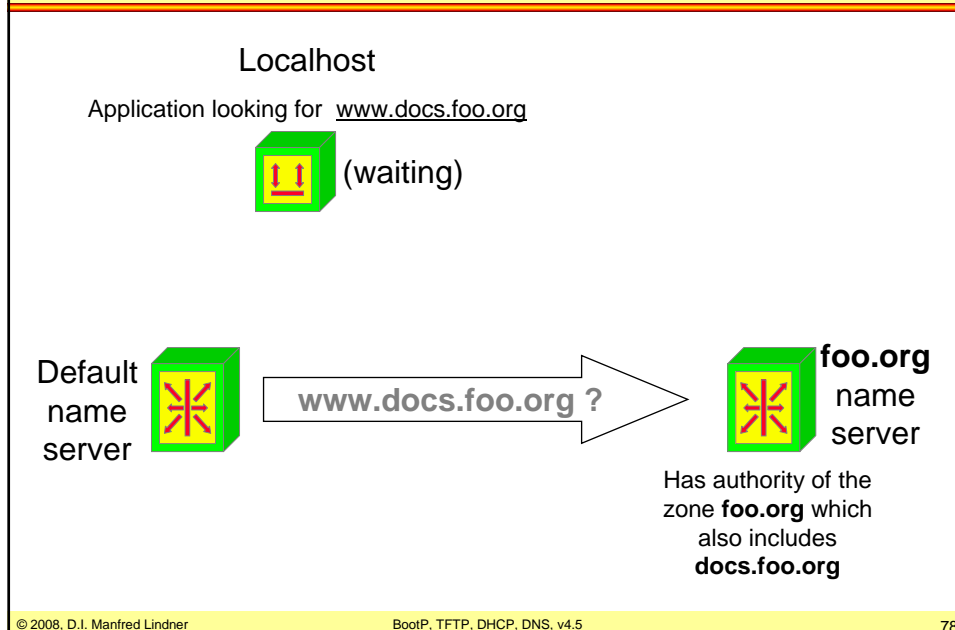 Localhost
Application looking for www.docs.foo.org
(waiting)
Default
name
server
www.docs.foo.org ?
foo.org
name
server
Has authority of the
zone foo.org which
also includes
docs.foo.org
© 2008, D.I. Manfred Lindner
BootP, TFTP, DHCP, DNS, v4.5
78